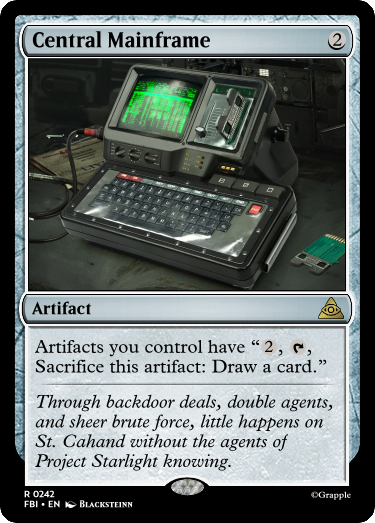 Central Mainframe 2
Artifact
Artifacts you control have “2, T,
Sacrifice this artifact: Draw a card.”
Through backdoor deals, double agents,
and sheer brute force, little happens on
St. Cahand without the agents of
Project Starlight knowing.
R 0242
FBI • EN Blacksteinn
©Grapple